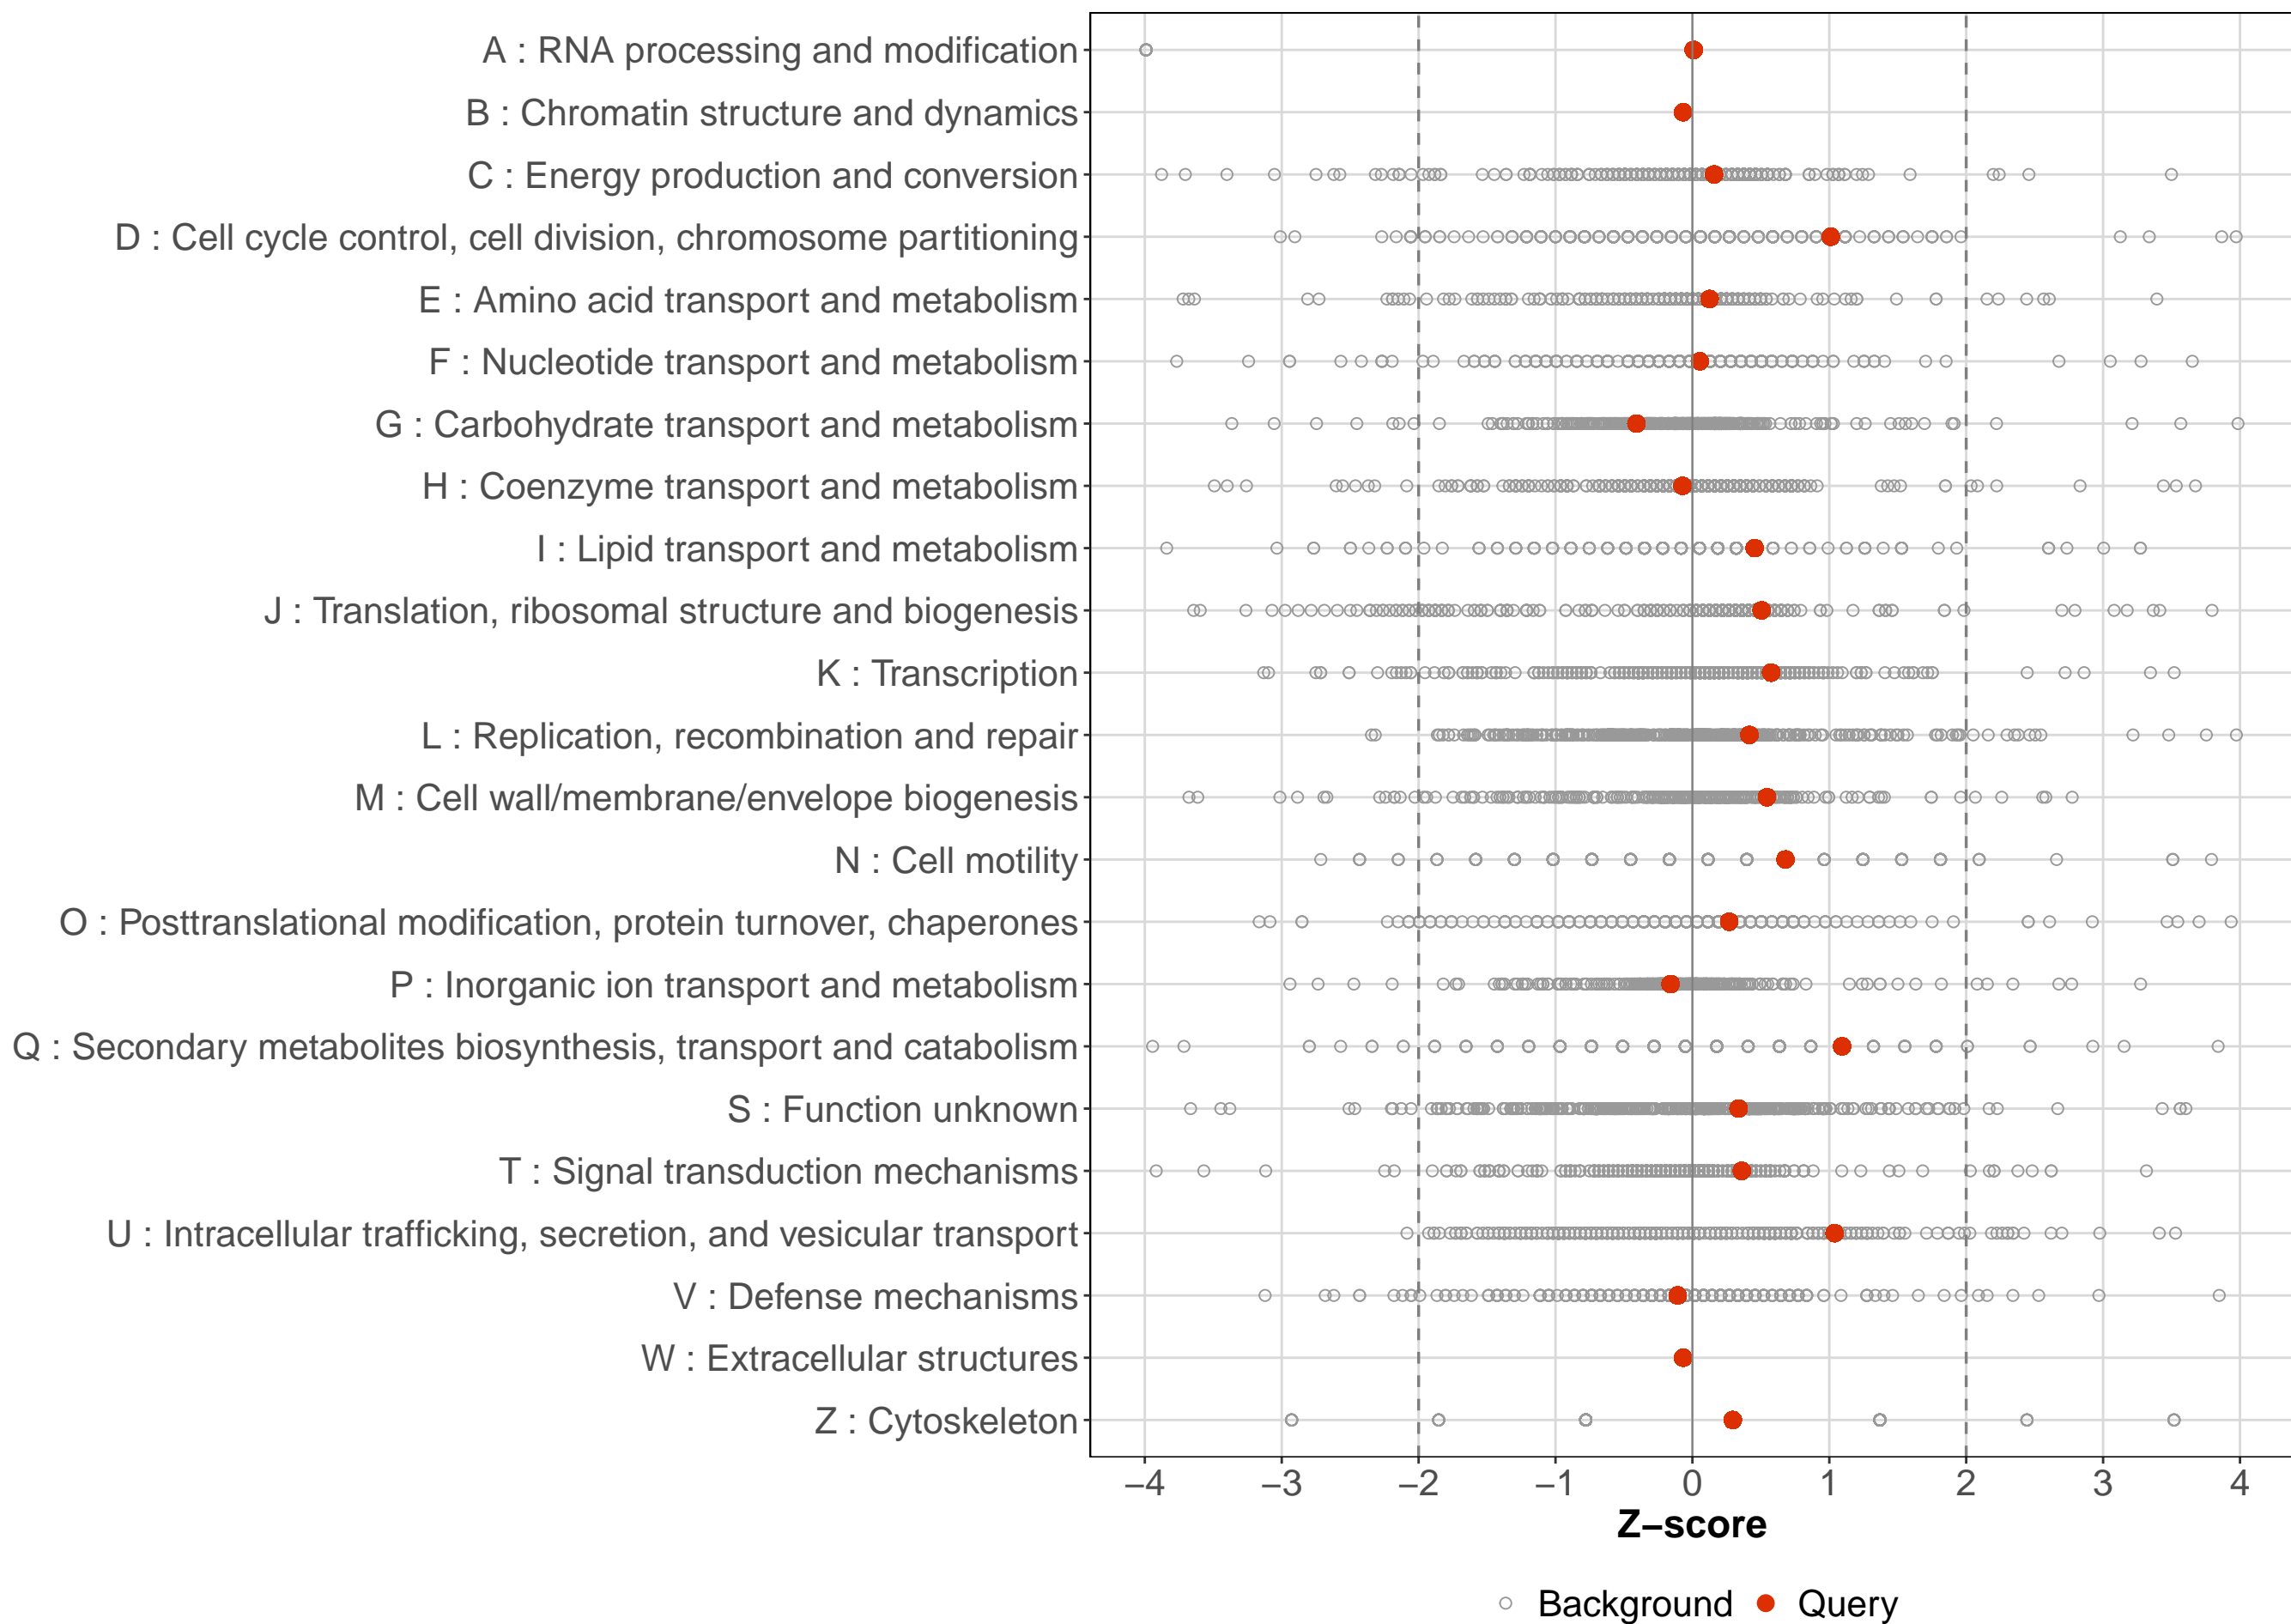 A : RNA processing and modification
B : Chromatin structure and dynamics
C : Energy production and conversion
D : Cell cycle control, cell division, chromosome partitioning
E : Amino acid transport and metabolism
F : Nucleotide transport and metabolism
G : Carbohydrate transport and metabolism
H : Coenzyme transport and metabolism
I : Lipid transport and metabolism
J : Translation, ribosomal structure and biogenesis
K : Transcription
L : Replication, recombination and repair
M : Cell wall/membrane/envelope biogenesis
N : Cell motility
O : Posttranslational modification, protein turnover, chaperones
P : Inorganic ion transport and metabolism
Q : Secondary metabolites biosynthesis, transport and catabolism
S : Function unknown
T : Signal transduction mechanisms
U : Intracellular trafficking, secretion, and vesicular transport
V : Defense mechanisms
W : Extracellular structures
Z : Cytoskeleton
−4 −3 −2 −1 0 1 2 3 4
Z−score
Background Query